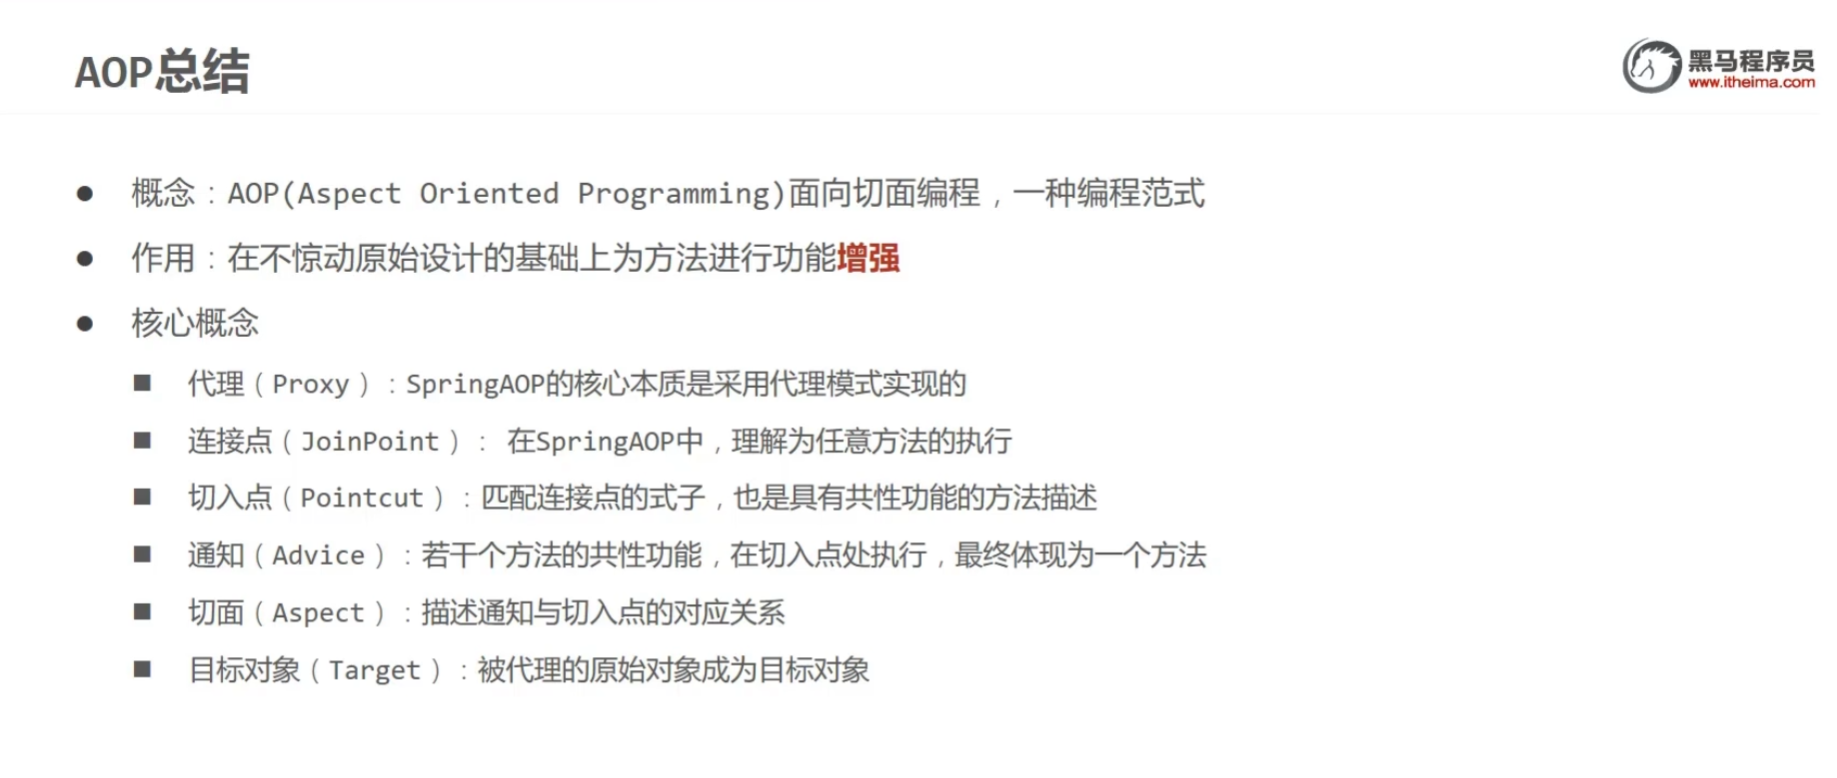 AOP总结
黑马程序员
www.itheima.com
概念：AOP(Aspect Oriented Programming)面向切面编程，一种编程范式
作用：在不惊动原始设计的基础上为方法进行功能增强
核心概念
代理（Proxy）：SpringAOP的核心本质是采用代理模式实现的
连接点（JoinPoint）： 在SpringAOP中，理解为任意方法的执行
切入点（Pointcut）：匹配连接点的式子，也是具有共性功能的方法描述
通知（Advice）：若干个方法的共性功能，在切入点处执行，最终体现为一个方法
切面（Aspect）：描述通知与切入点的对应关系
目标对象（Target）：被代理的原始对象成为目标对象